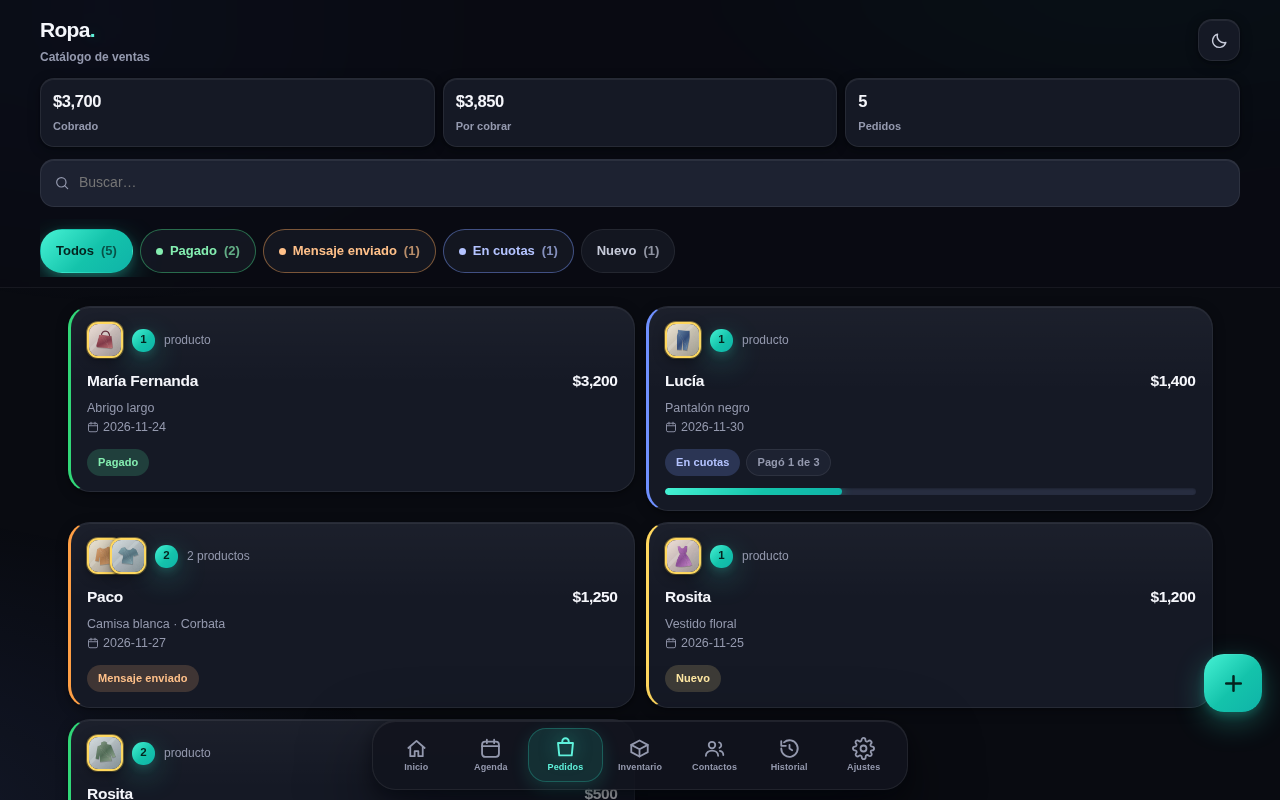 Ropa.
Catálogo de ventas
$3,700
Cobrado
$3,850
Por cobrar
5
Pedidos
Buscar…
Todos (5)
Pagado (2)
Mensaje enviado (1)
En cuotas (1)
Nuevo (1)
1 producto
María Fernanda $3,200
Abrigo largo
2026-11-24
Pagado
1 producto
Lucía $1,400
Pantalón negro
2026-11-30
En cuotas Pagó 1 de 3
2 2 productos
Paco $1,250
Camisa blanca · Corbata
2026-11-27
Mensaje enviado
1 producto
Rosita $1,200
Vestido floral
2026-11-25
Nuevo
2 producto
Rosita $500
Inicio
Agenda
Pedidos
Inventario
Contactos
Historial
Ajustes